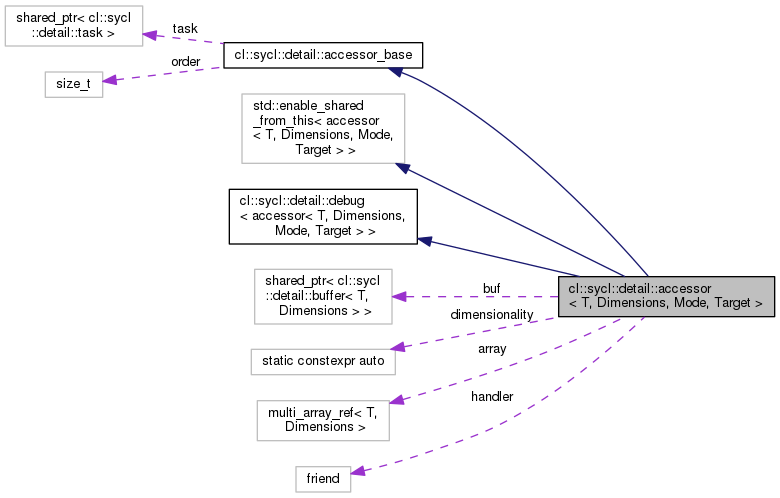 shared_ptr< cl::sycl
::detail::task >
task
cl::sycl::detail::accessor_base
order
size_t
std::enable_shared
_from_this< accessor
< T, Dimensions, Mode,
Target > >
cl::sycl::detail::debug
< accessor< T, Dimensions,
Mode, Target > >
shared_ptr< cl::sycl
::detail::buffer< T,
Dimensions > >
buf
cl::sycl::detail::accessor
< T, Dimensions, Mode, Target >
dimensionality
static constexpr auto
array
multi_array_ref< T,
Dimensions >
handler
friend